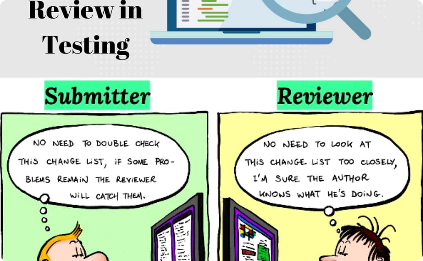 Review in
Testing
Submitter
Reviewer
NO NEED TO DOUBLE CHECK
THIS CHANGE LIST, IF SOME PRO-
BLEMS REMAIN THE REVIEWER
WILL CATCH THEM.
NO NEED TO LOOK AT
THIS CHANGE LIST TOO CLOSELY,
I'M SURE THE AUTHOR
KNOWS WHAT HE'S DOING.